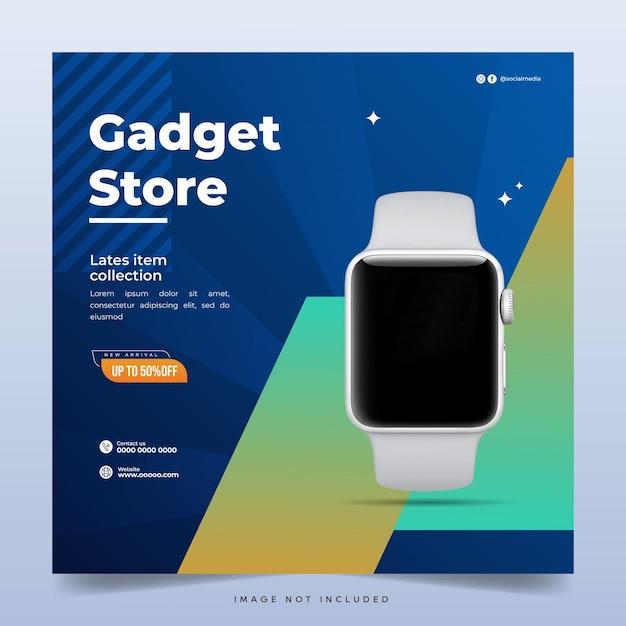 @socialmedia
Gadget
Store
Lates item
collection
Lorem ipsum dolor sit amet,
consectetur adipiscing elit, sed do
eiusmod
NEW ARRIVAL
UP TO 50%OFF
Contact us
0000 0000 0000
Website
www.ooooo.com
IMAGE NOT INCLUDED